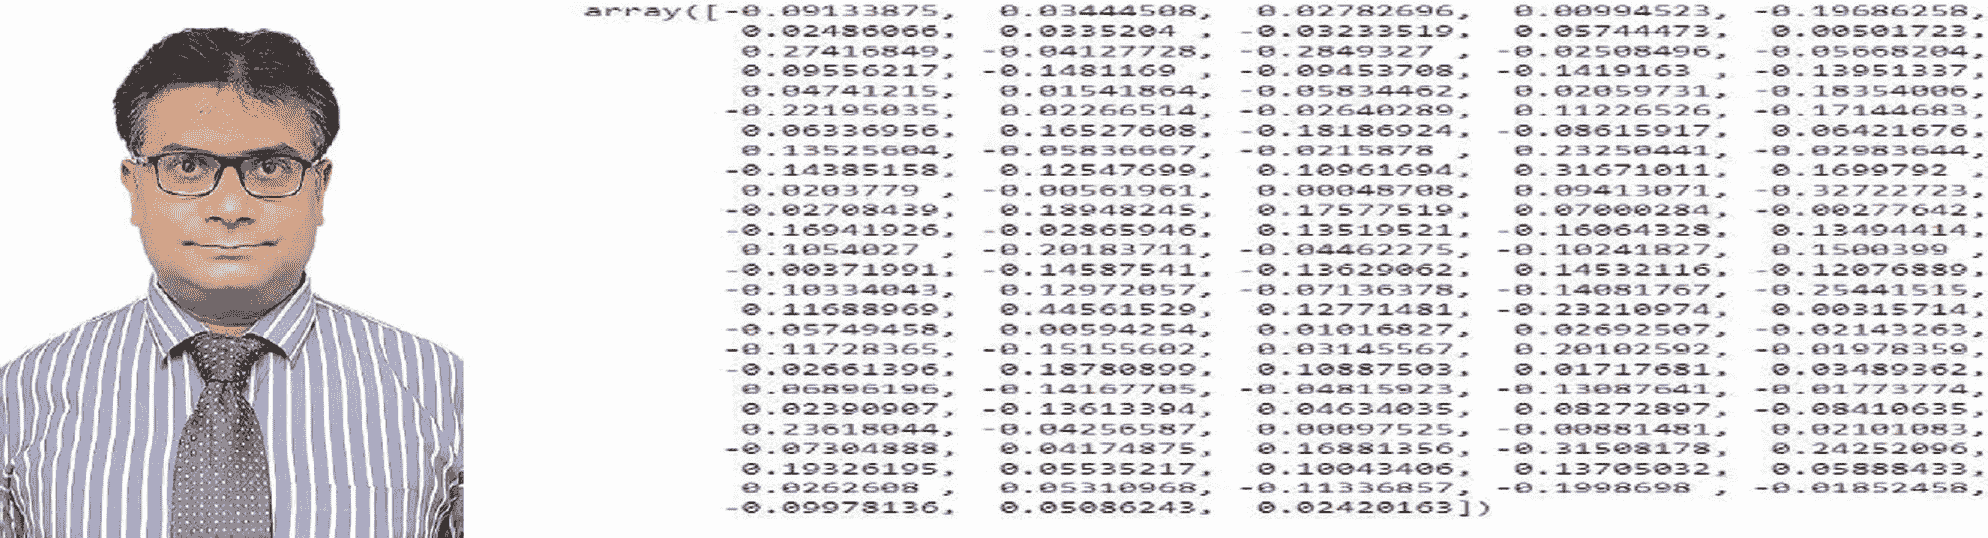 array([-0.09133875, 0.03444508, 0.02782696, 0.00994523, -0.19686258,
0.02486066, 0.0335204 , -0.03233519, 0.05744473, 0.00501723,
0.27416849, -0.04127728, -0.2849327 , -0.02508496, -0.05668204,
0.09556217, -0.1481169 , -0.09453708, -0.1419163 , -0.13951337,
0.04741215, 0.01541864, -0.05834462, 0.02059731, -0.18354006,
-0.22195035, 0.02266514, -0.02640289, 0.11226526, -0.17144683,
0.06336956, 0.16527608, -0.18186924, -0.08615917, 0.06421676,
0.13525604, -0.05836667, -0.0215878 , 0.23250441, -0.02983644,
-0.14385158, 0.12547699, 0.10961694, 0.31671011, 0.1699792 ,
0.0203779 , -0.00561961, 0.00048708, 0.09413071, -0.32722723,
-0.02708439, 0.18948245, 0.17577519, 0.07000284, -0.00277642,
-0.16941926, -0.02865946, 0.13519521, -0.16064328, 0.13494414,
0.1054027 , -0.20183711, -0.04462275, -0.10241827, 0.1500399 ,
-0.00371991, -0.14587541, -0.13629062, 0.14532116, -0.12076889,
-0.10334043, 0.12972057, -0.07136378, -0.14081767, -0.25441515,
0.11688969, 0.44561529, 0.12771481, -0.23210974, 0.00315714,
-0.05749458, 0.00594254, 0.01016827, 0.02692507, -0.02143263,
-0.11728365, -0.15155602, 0.03145567, 0.20102592, -0.01978359,
-0.02661396, 0.18780899, 0.10887503, 0.01717681, 0.03489362,
0.06896196, -0.14167705, -0.04815923, -0.13087641, -0.01773774,
0.02390907, -0.13613394, 0.04634035, 0.08272897, -0.08410635,
0.23618044, -0.04256587, 0.00097525, -0.00881481, 0.02101083,
-0.07304888, 0.04174875, 0.16881356, -0.31508178, 0.24252096,
0.19326195, 0.05535217, 0.10043406, 0.13705032, 0.05888433,
0.0262608 , 0.05310968, -0.11336857, -0.1998698 , -0.01852458,
-0.09978136, 0.05086243, 0.02420163])